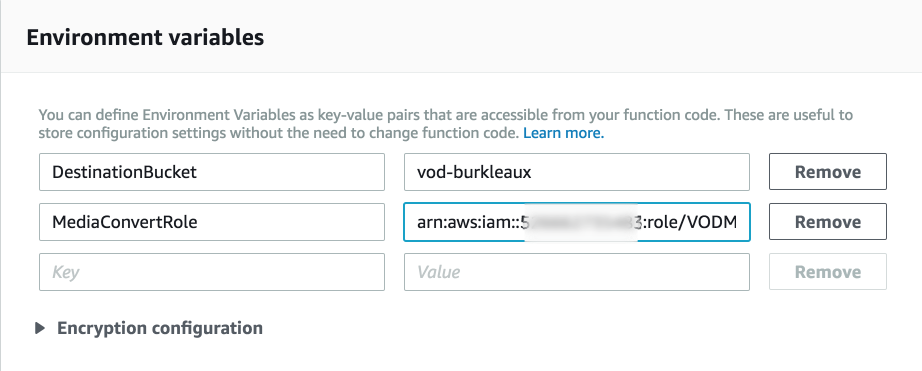 Environment variables
You can define Environment Variables as key-value pairs that are accessible from your function code. These are useful to
store configuration settings without the need to change function code. Learn more.
DestinationBucket vod-burkleaux Remove
MediaConvertRole arn:aws:iam::5 3:role/VODM Remove
Key Value Remove
Encryption configuration